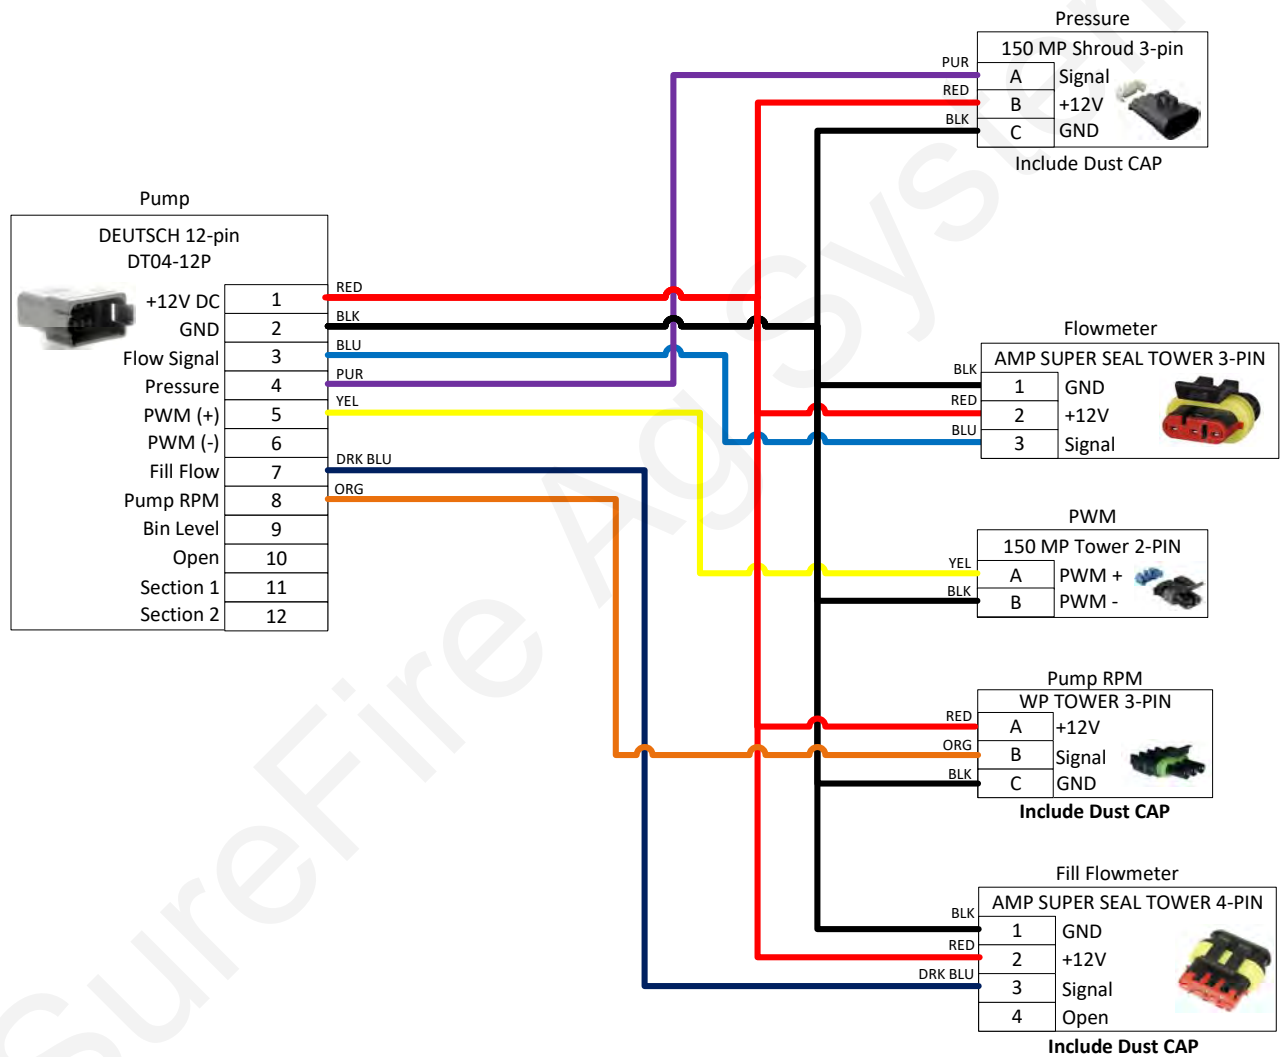 Pressure
150 MP Shroud 3-pin
PUR A Signal
RED B +12V
BLK C GND
Include Dust CAP
Pump
DEUTSCH 12-pin
DT04-12P
+12V DC 1 RED
GND 2 BLK
Flow Signal 3 BLU
Pressure 4 PUR
PWM (+) 5 YEL
PWM (-) 6
Fill Flow 7 DRK BLU
Pump RPM 8 ORG
Bin Level 9
Open 10
Section 1 11
Section 2 12
Flowmeter
AMP SUPER SEAL TOWER 3-PIN
BLK 1 GND
RED 2 +12V
BLU 3 Signal
PWM
150 MP Tower 2-PIN
YEL A PWM +
BLK B PWM -
Pump RPM
WP TOWER 3-PIN
RED A +12V
ORG B Signal
BLK C GND
Include Dust CAP
Fill Flowmeter
AMP SUPER SEAL TOWER 4-PIN
BLK 1 GND
RED 2 +12V
DRK BLU 3 Signal
4 Open
Include Dust CAP
SureFire Ag Systems